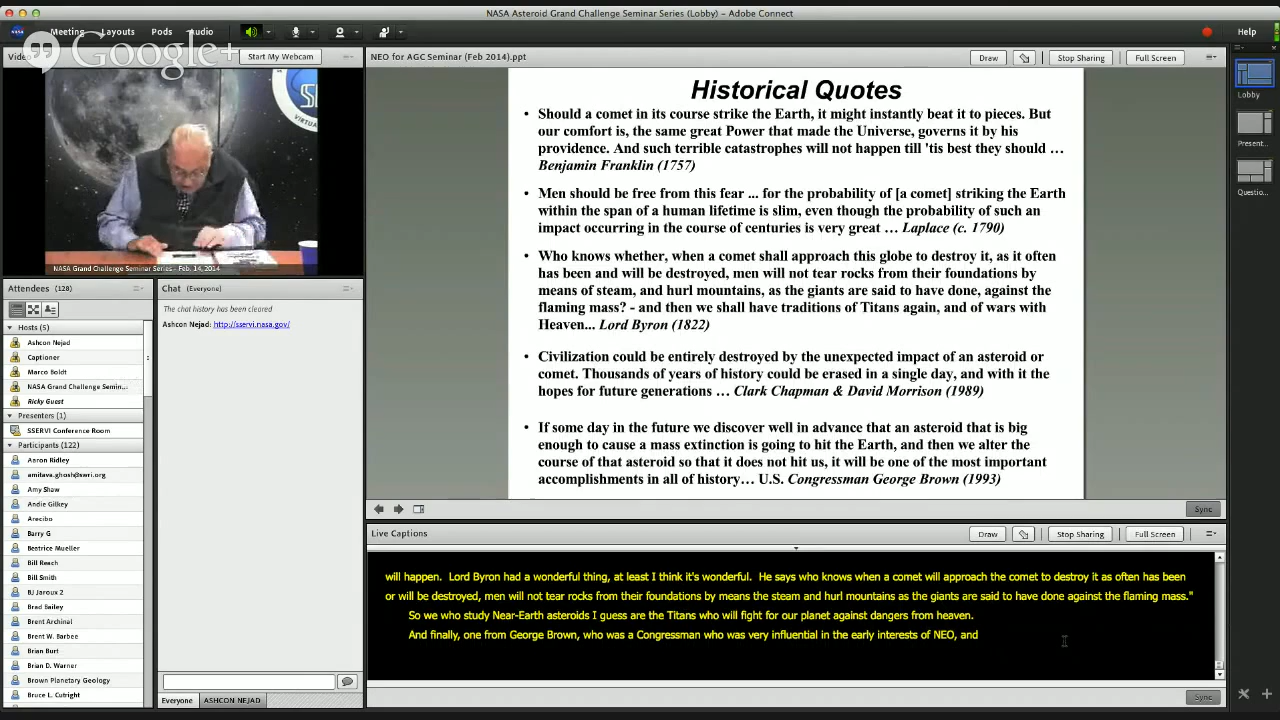 NASA Asteroid Grand Challenge Seminar Series (Lobby) - Adobe Connect
NASA
Meeting Layouts Pods Audio Help
Google+
Video
Start My Webcam
NASA Grand Challenge Seminar Series - Feb. 14, 2014
Attendees (128)
Hosts (5)
Ashcon Nejad
Captioner
Marco Boldt
NASA Grand Challenge Semin...
Ricky Guest
Presenters (1)
SSERVI Conference Room
Participants (122)
Aaron Ridley
amitave.ghosh@swri.org
Amy Shaw
Andie Gilkey
Arecibo
Barry G
Beatrice Mueller
Bill Reach
Bill Smith
BJ Jaroux 2
Brad Bailey
Brent Archinal
Brent W. Barbee
Brian Burt
Brian D. Warner
Brown Planetary Geology
Bruce L. Cutright
Chat (Everyone)
The chat history has been cleared
Ashcon Nejad: http://sservi.nasa.gov/
Everyone
ASHCON NEJAD
NEO for AGC Seminar (Feb 2014).ppt
Draw
Stop Sharing
Full Screen
Historical Quotes
• Should a comet in its course strike the Earth, it might instantly beat it to pieces. But
our comfort is, the same great Power that made the Universe, governs it by his
providence. And such terrible catastrophes will not happen till 'tis best they should …
Benjamin Franklin (1757)
• Men should be free from this fear ... for the probability of [a comet] striking the Earth
within the span of a human lifetime is slim, even though the probability of such an
impact occurring in the course of centuries is very great … Laplace (c. 1790)
• Who knows whether, when a comet shall approach this globe to destroy it, as it often
has been and will be destroyed, men will not tear rocks from their foundations by
means of steam, and hurl mountains, as the giants are said to have done, against the
flaming mass? - and then we shall have traditions of Titans again, and of wars with
Heaven... Lord Byron (1822)
• Civilization could be entirely destroyed by the unexpected impact of an asteroid or
comet. Thousands of years of history could be erased in a single day, and with it the
hopes for future generations … Clark Chapman & David Morrison (1989)
• If some day in the future we discover well in advance that an asteroid that is big
enough to cause a mass extinction is going to hit the Earth, and then we alter the
course of that asteroid so that it does not hit us, it will be one of the most important
accomplishments in all of history… U.S. Congressman George Brown (1993)
Sync
Live Captions
Draw
Stop Sharing
Full Screen
will happen. Lord Byron had a wonderful thing, at least I think it's wonderful. He says who knows when a comet will approach the comet to destroy it as often has been
or will be destroyed, men will not tear rocks from their foundations by means the steam and hurl mountains as the giants are said to have done against the flaming mass."
So we who study Near-Earth asteroids I guess are the Titans who will fight for our planet against dangers from heaven.
And finally, one from George Brown, who was a Congressman who was very influential in the early interests of NEO, and
Sync
Lobby
Present...
Questio...